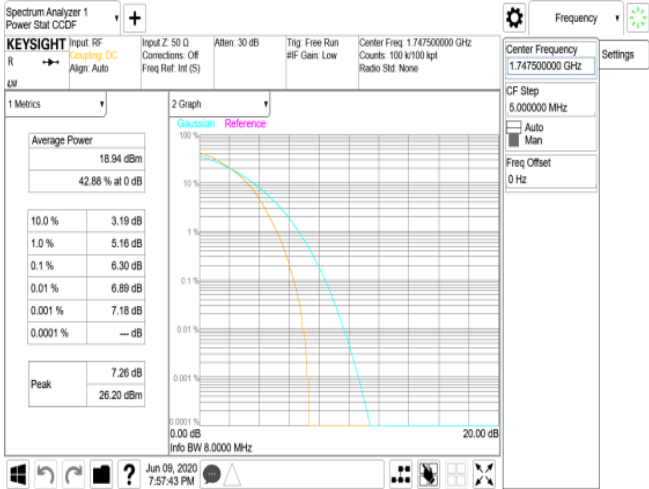 Spectrum Analyzer 1
Power Stat CCDF
Frequency
KEYSIGHT
R
Input: RF
Coupling: DC
Align: Auto
Input Z: 50 Ω
Corrections: Off
Freq Ref: Int (S)
Atten: 30 dB
Trig: Free Run
#IF Gain: Low
Center Freq: 1.747500000 GHz
Counts: 100 k/100 kpt
Radio Std: None
Center Frequency
1.747500000 GHz
Settings
CF Step
5.000000 MHz
Auto
Man
Freq Offset
0 Hz
1 Metrics
2 Graph
Average Power
18.94 dBm
42.88 % at 0 dB
10.0 % 3.19 dB
1.0 % 5.16 dB
0.1 % 6.30 dB
0.01 % 6.89 dB
0.001 % 7.18 dB
0.0001 % --- dB
Peak
7.26 dB
26.20 dBm
Gaussian Reference
100 %
10 %
1 %
0.1 %
0.01 %
0.001 %
0.0001 %
0.00 dB
20.00 dB
Info BW 8.0000 MHz
?
Jun 09, 2020
7:57:43 PM